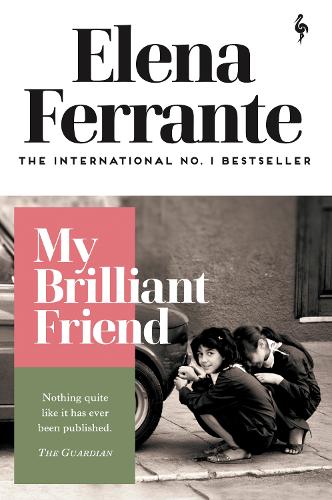 Elena
Ferrante
THE INTERNATIONAL NO. 1 BESTSELLER
My
Brilliant
Friend
Nothing quite
like it has ever
been published.
The Guardian